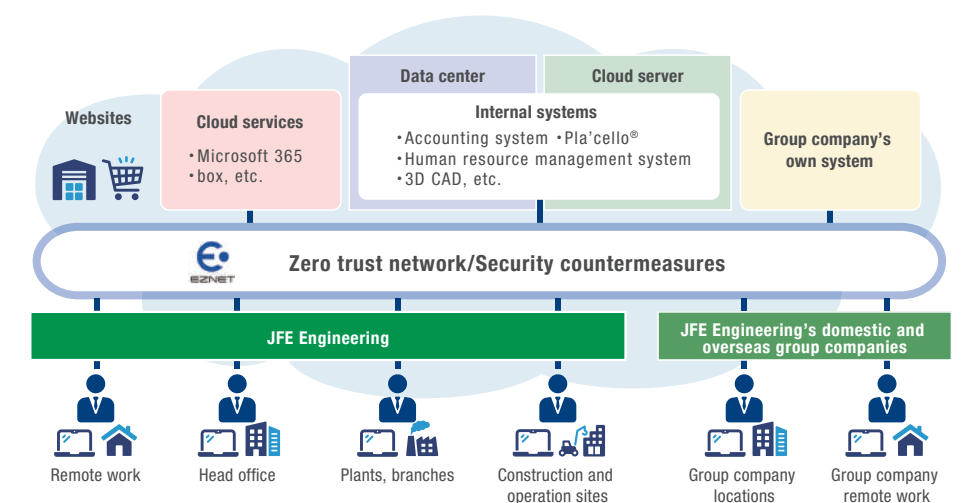 Data center
Cloud server
Websites
Cloud services
・Microsoft 365
・box, etc.
Internal systems
・Accounting system ・Pla'cello®
・Human resource management system
・3D CAD, etc.
Group company's
own system
EZNET
Zero trust network/Security countermeasures
JFE Engineering
JFE Engineering's domestic and
overseas group companies
Remote work
Head office
Plants, branches
Construction and
operation sites
Group company
locations
Group company
remote work